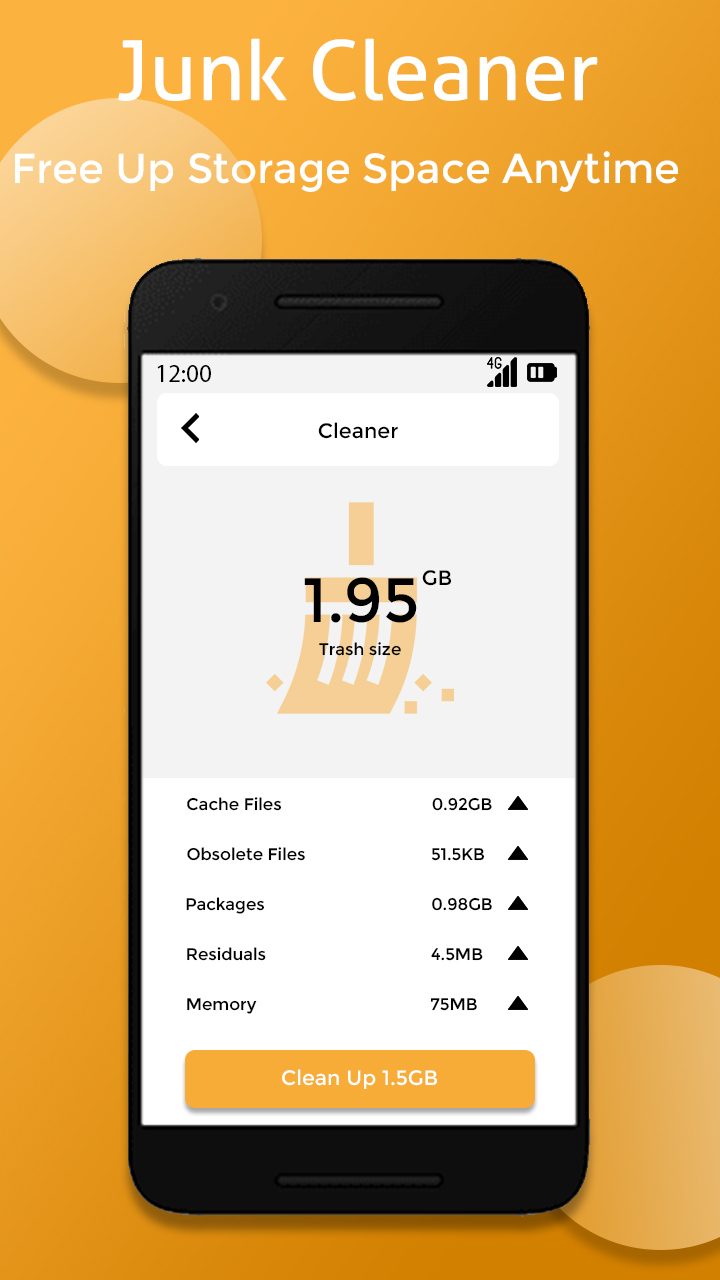 Junk Cleaner
Free Up Storage Space Anytime
12:00 4G
Cleaner
1.95 GB
Trash size
Cache Files 0.92GB
Obsolete Files 51.5KB
Packages 0.98GB
Residuals 4.5MB
Memory 75MB
Clean Up 1.5GB